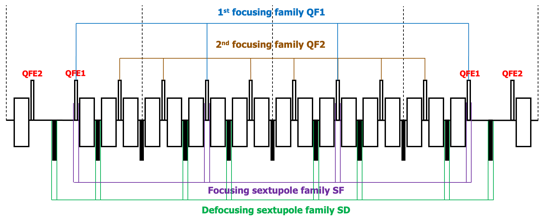 1st focusing family QF1
2nd focusing family QF2
QFE2 QFE1 QFE1 QFE2
Focusing sextupole family SF
Defocusing sextupole family SD